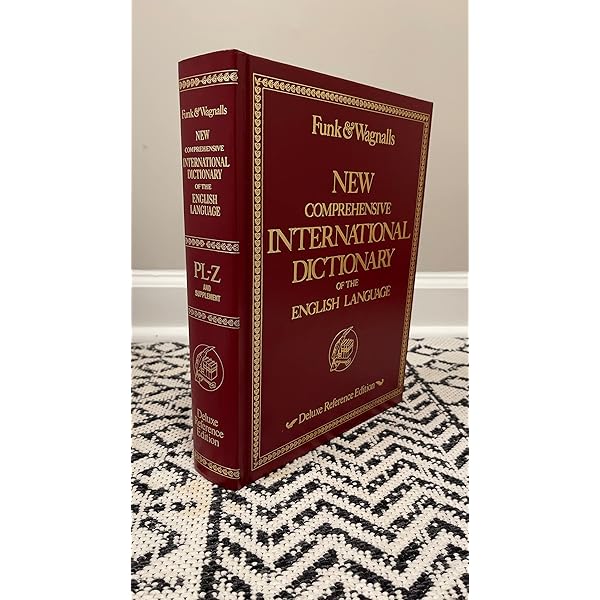 Funk & Wagnalls
NEW
COMPREHENSIVE
INTERNATIONAL
DICTIONARY
OF THE
ENGLISH
LANGUAGE
PL-Z
AND
SUPPLEMENT
Deluxe
Reference
Edition
Funk & Wagnalls
NEW
COMPREHENSIVE
INTERNATIONAL
DICTIONARY
OF THE
ENGLISH LANGUAGE
Deluxe Reference Edition